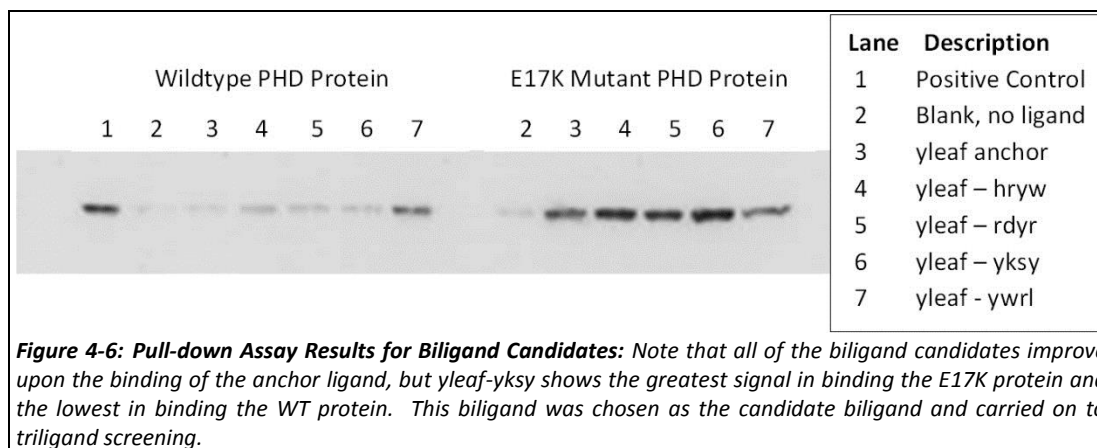 Lane Description
Wildtype PHD Protein E17K Mutant PHD Protein 1 Positive Control
1 2 3 4 5 6 7 2 3 4 5 6 7 2 Blank, no ligand
3 yleaf anchor
4 yleaf – hryw
5 yleaf – rdyr
6 yleaf – yksy
7 yleaf - ywrl
Figure 4-6: Pull-down Assay Results for Biligand Candidates: Note that all of the biligand candidates improve
upon the binding of the anchor ligand, but yleaf-yksy shows the greatest signal in binding the E17K protein and
the lowest in binding the WT protein. This biligand was chosen as the candidate biligand and carried on to
triligand screening.